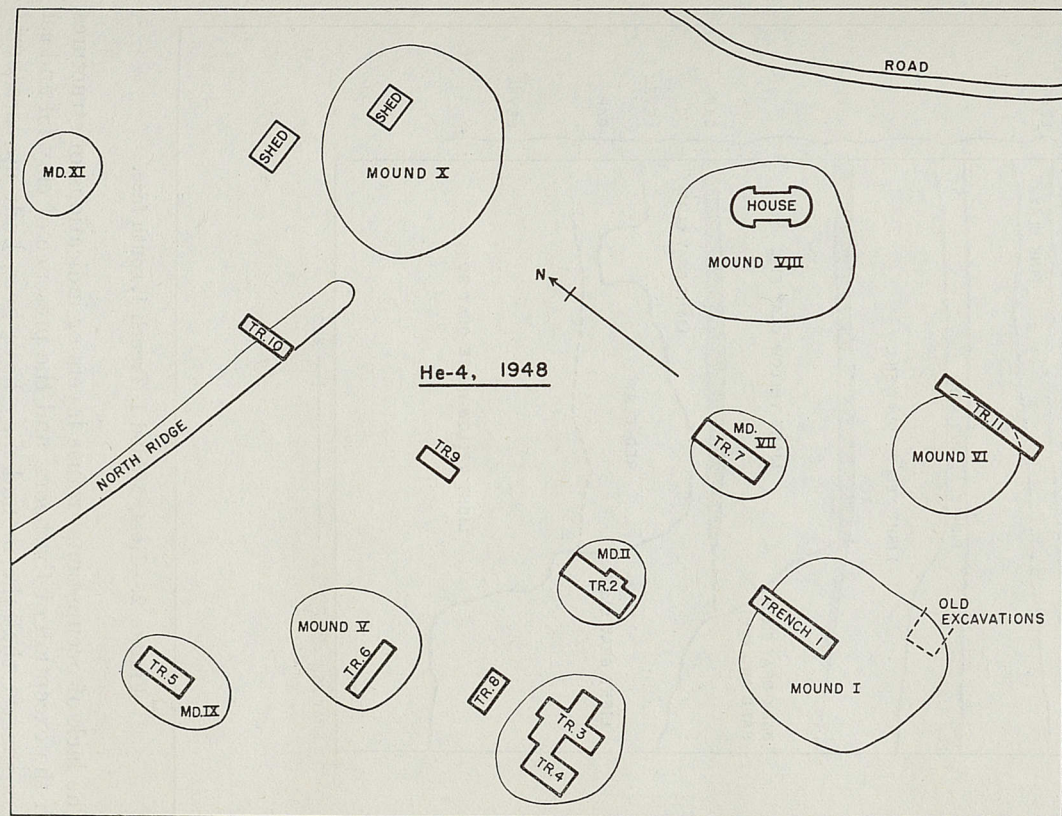 ROAD
SHED
SHED
MD. XI
MOUND X
HOUSE
MOUND VIII
N
TR.10
He-4, 1948
NORTH RIDGE
TR.9
MD.
VII
TR.7
TR.11
MOUND VI
MD.II
TR.2
TRENCH I
OLD
EXCAVATIONS
MOUND I
MOUND V
TR.6
TR.5
MD.IX
TR.8
TR.3
TR.4